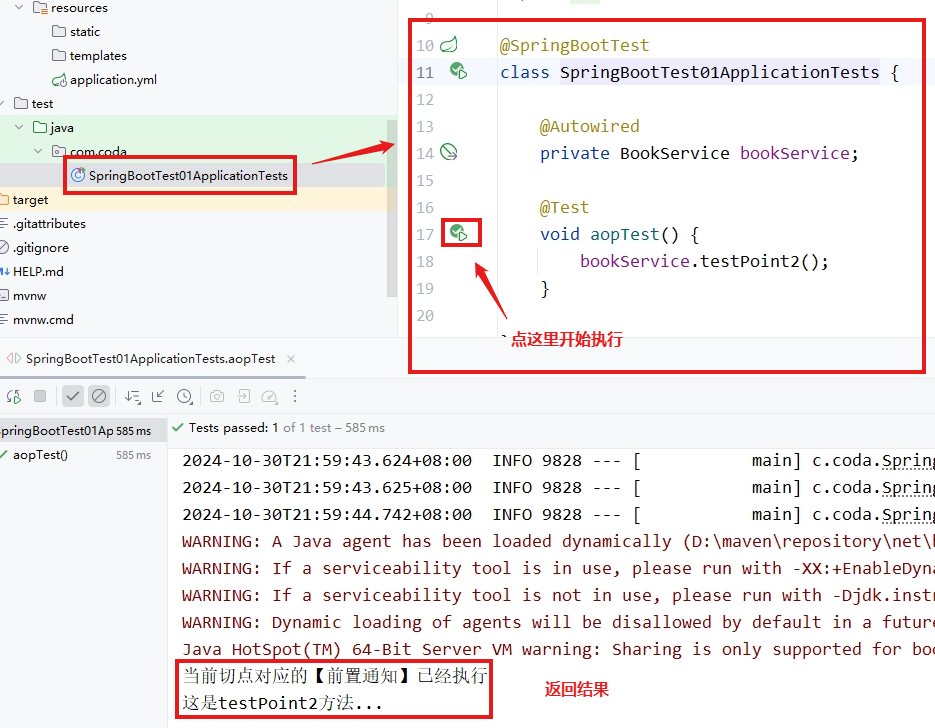 resources
static
templates
application.yml
test
java
com.coda
SpringBootTest01ApplicationTests
target
.gitattributes
.gitignore
HELP.md
mvnw
mvnw.cmd
9
10 @SpringBootTest
11 class SpringBootTest01ApplicationTests {
12
13 @Autowired
14 private BookService bookService;
15
16 @Test
17 void aopTest() {
18 bookService.testPoint2();
19 }
20
点这里开始执行
SpringBootTest01ApplicationTests.aopTest
SpringBootTest01Ap 585 ms
aopTest() 585 ms
Tests passed: 1 of 1 test – 585 ms
2024-10-30T21:59:43.624+08:00 INFO 9828 --- [ main] c.coda.Spring
2024-10-30T21:59:43.625+08:00 INFO 9828 --- [ main] c.coda.Spring
2024-10-30T21:59:44.742+08:00 INFO 9828 --- [ main] c.coda.Spring
WARNING: A Java agent has been loaded dynamically (D:\maven\repository\net\
WARNING: If a serviceability tool is in use, please run with -XX:+EnableDyna
WARNING: If a serviceability tool is not in use, please run with -Djdk.instr
WARNING: Dynamic loading of agents will be disallowed by default in a future
Java HotSpot(TM) 64-Bit Server VM warning: Sharing is only supported for boo
当前切点对应的【前置通知】已经执行
这是testPoint2方法...
返回结果